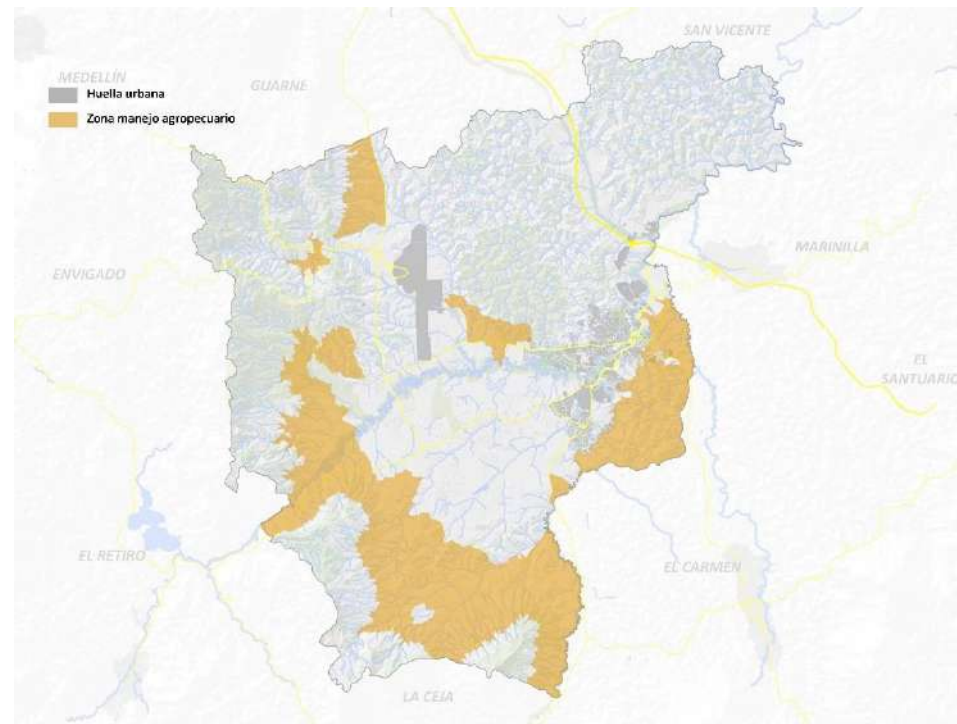 SAN VICENTE
MEDELLÍN
GUARNE
Huella urbana
Zona manejo agropecuario
MARINILLA
ENVIGADO
EL
SANTUARIO
EL RETIRO
EL CARMEN
LA CEJA